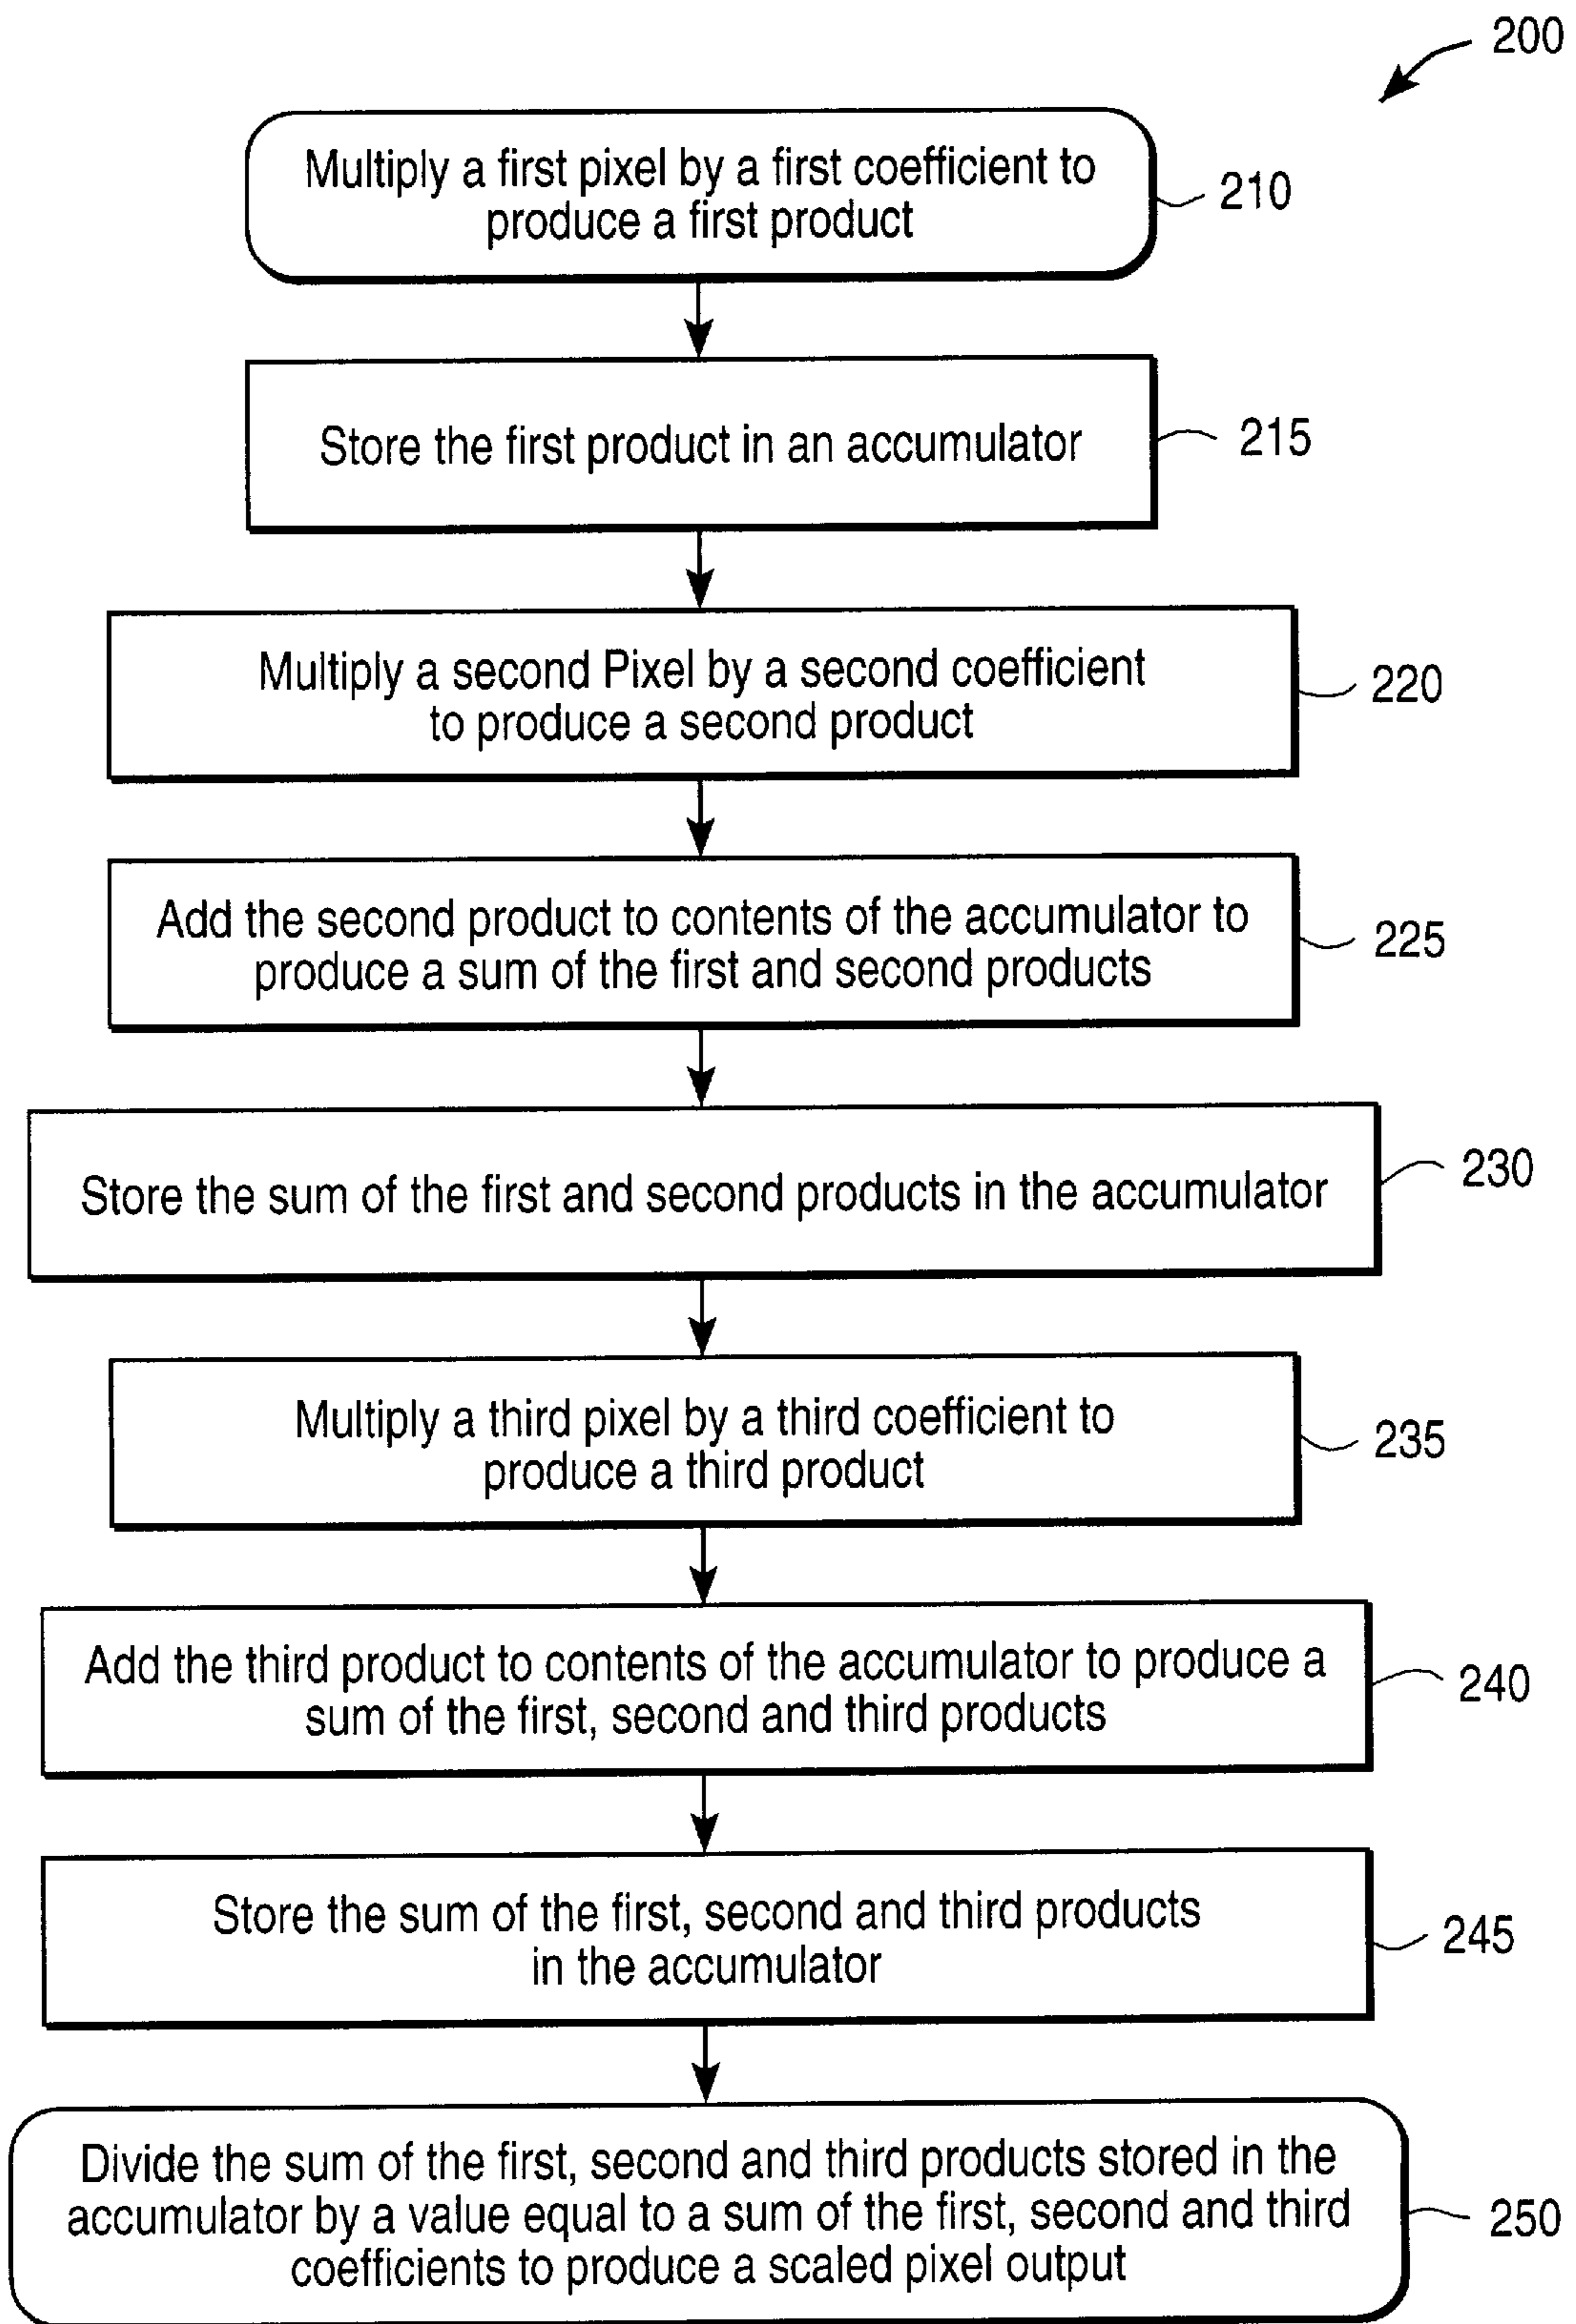 200
Multiply a first pixel by a first coefficient to
produce a first product
210
Store the first product in an accumulator
215
Multiply a second Pixel by a second coefficient
to produce a second product
220
Add the second product to contents of the accumulator to
produce a sum of the first and second products
225
Store the sum of the first and second products in the accumulator
230
Multiply a third pixel by a third coefficient to
produce a third product
235
Add the third product to contents of the accumulator to produce a
sum of the first, second and third products
240
Store the sum of the first, second and third products
in the accumulator
245
Divide the sum of the first, second and third products stored in the
accumulator by a value equal to a sum of the first, second and third
coefficients to produce a scaled pixel output
250